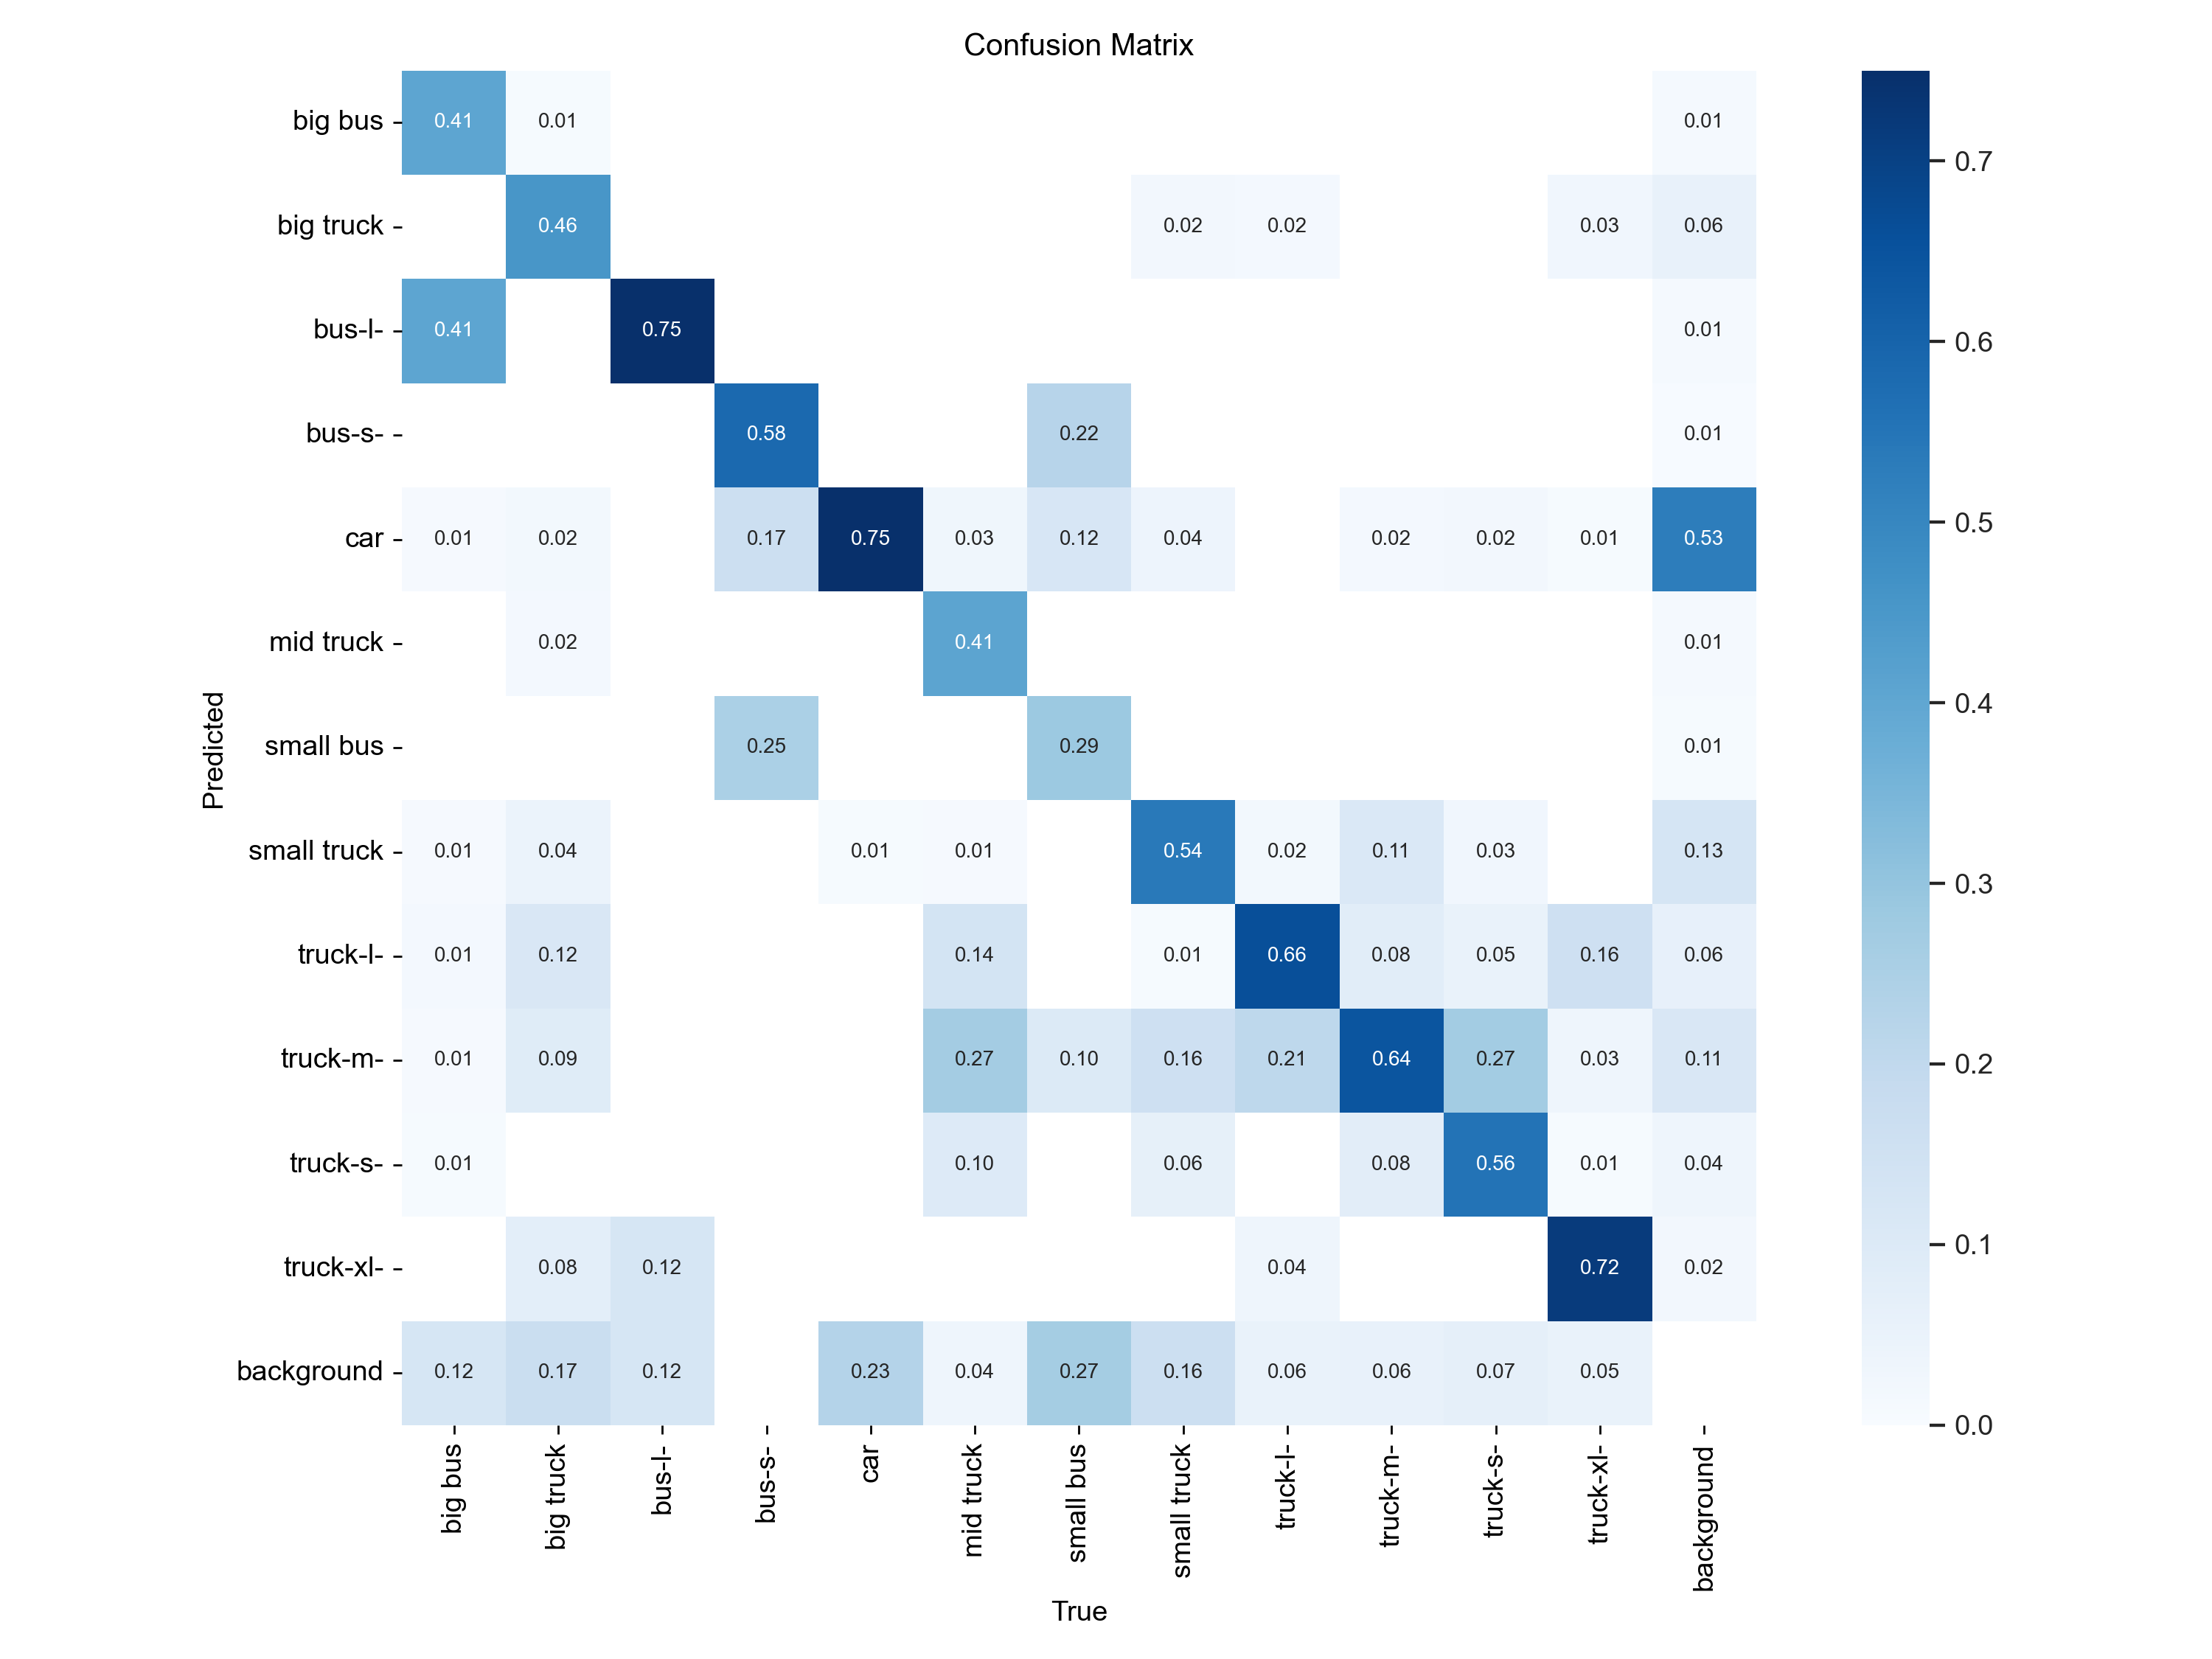 Confusion Matrix
big bus 0.41 0.01 0.01
big truck 0.46 0.02 0.02 0.03 0.06
bus-l- 0.41 0.75 0.01
bus-s- 0.58 0.22 0.01
car 0.01 0.02 0.17 0.75 0.03 0.12 0.04 0.02 0.02 0.01 0.53
mid truck 0.02 0.41 0.01
small bus 0.25 0.29 0.01
small truck 0.01 0.04 0.01 0.01 0.54 0.02 0.11 0.03 0.13
truck-l- 0.01 0.12 0.14 0.01 0.66 0.08 0.05 0.16 0.06
truck-m- 0.01 0.09 0.27 0.10 0.16 0.21 0.64 0.27 0.03 0.11
truck-s- 0.01 0.10 0.06 0.08 0.56 0.01 0.04
truck-xl- 0.08 0.12 0.04 0.72 0.02
background 0.12 0.17 0.12 0.23 0.04 0.27 0.16 0.06 0.06 0.07 0.05
Predicted
big bus
big truck
bus-l-
bus-s-
car
mid truck
small bus
small truck
truck-l-
truck-m-
truck-s-
truck-xl-
background
True
0.7
0.6
0.5
0.4
0.3
0.2
0.1
0.0